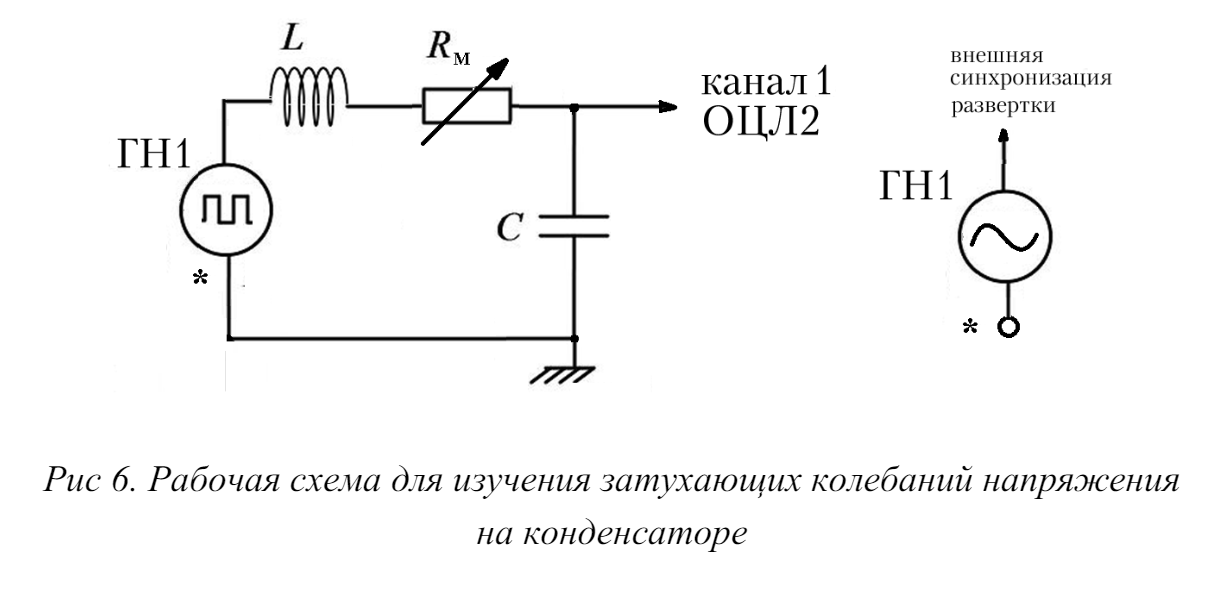 L
Rм
канал 1
ОЦЛ2
ГН1
*
C
внешняя
синхронизация
развертки
ГН1
*
Рис 6. Рабочая схема для изучения затухающих колебаний напряжения
на конденсаторе